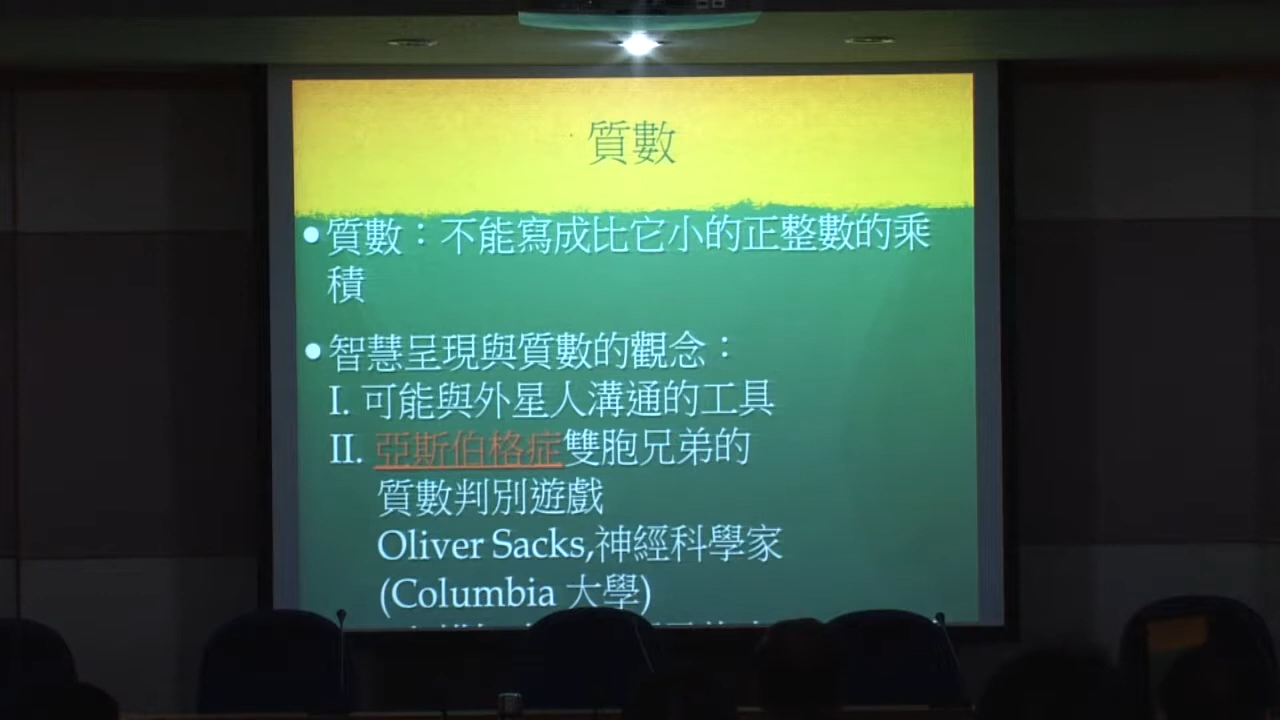 質數
•質數：不能寫成比它小的正整數的乘
積
•智慧呈現與質數的觀念：
I. 可能與外星人溝通的工具
II. 亞斯伯格症雙胞兄弟的
質數判別遊戲
Oliver Sacks,神經科學家
(Columbia 大學)